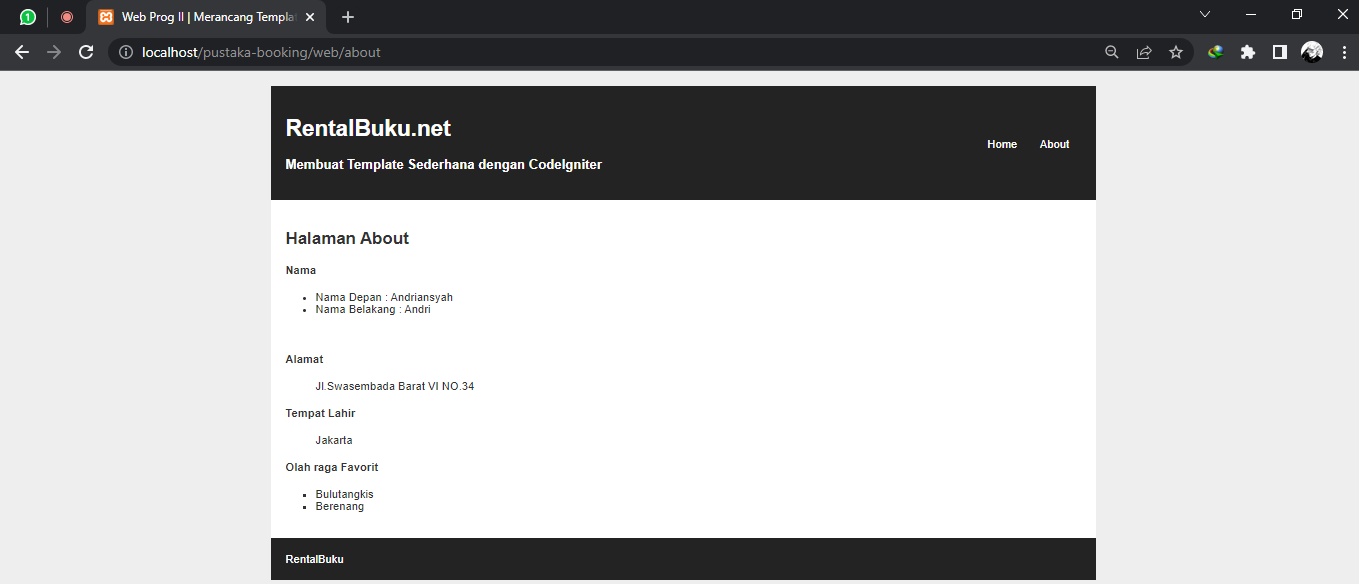 1
Web Prog II | Merancang Templat
localhost/pustaka-booking/web/about
RentalBuku.net
Membuat Template Sederhana dengan CodeIgniter
Home
About
Halaman About
Nama
Nama Depan : Andriansyah
Nama Belakang : Andri
Alamat
Jl.Swasembada Barat VI NO.34
Tempat Lahir
Jakarta
Olah raga Favorit
Bulutangkis
Berenang
RentalBuku